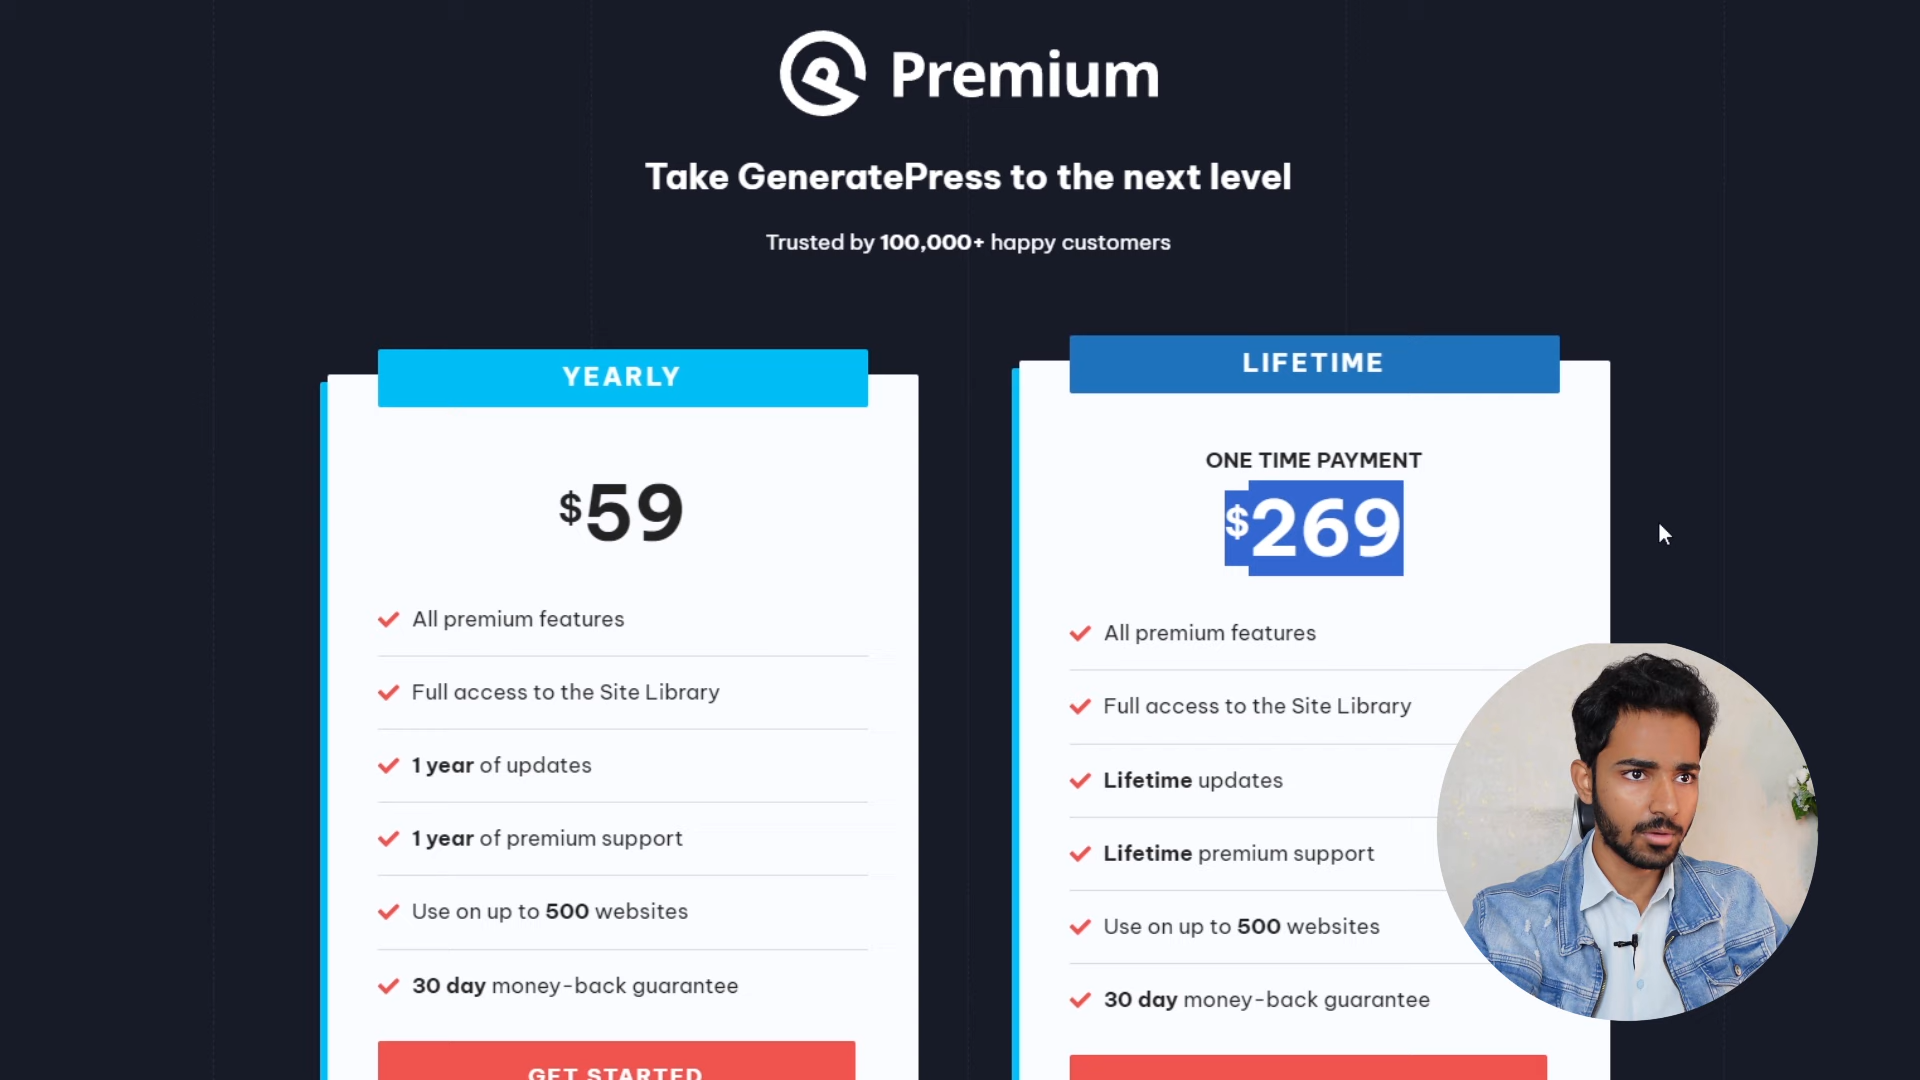 Premium
Take GeneratePress to the next level
Trusted by 100,000+ happy customers
YEARLY
$59
All premium features
Full access to the Site Library
1 year of updates
1 year of premium support
Use on up to 500 websites
30 day money-back guarantee
GET STARTED
LIFETIME
ONE TIME PAYMENT
$269
All premium features
Full access to the Site Library
Lifetime updates
Lifetime premium support
Use on up to 500 websites
30 day money-back guarantee